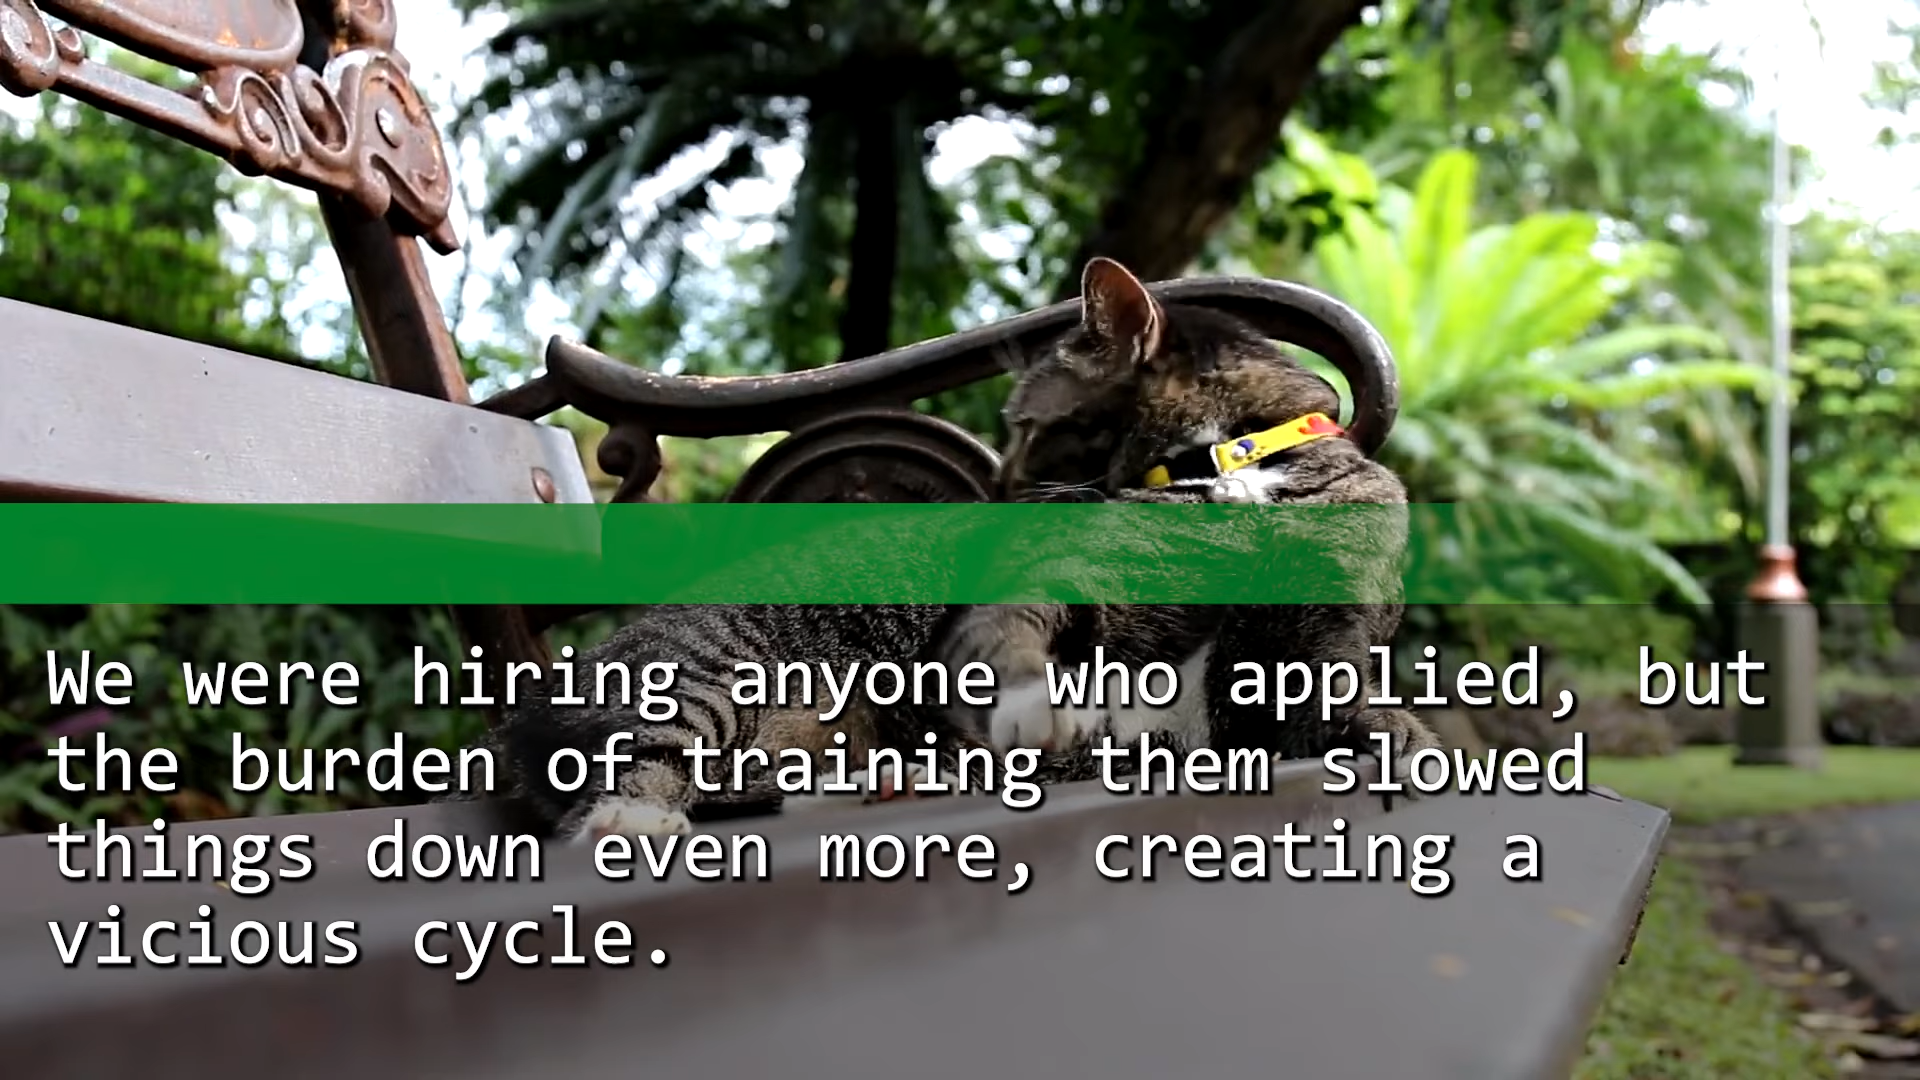 We were hiring anyone who applied, but
the burden of training them slowed
things down even more, creating a
vicious cycle.